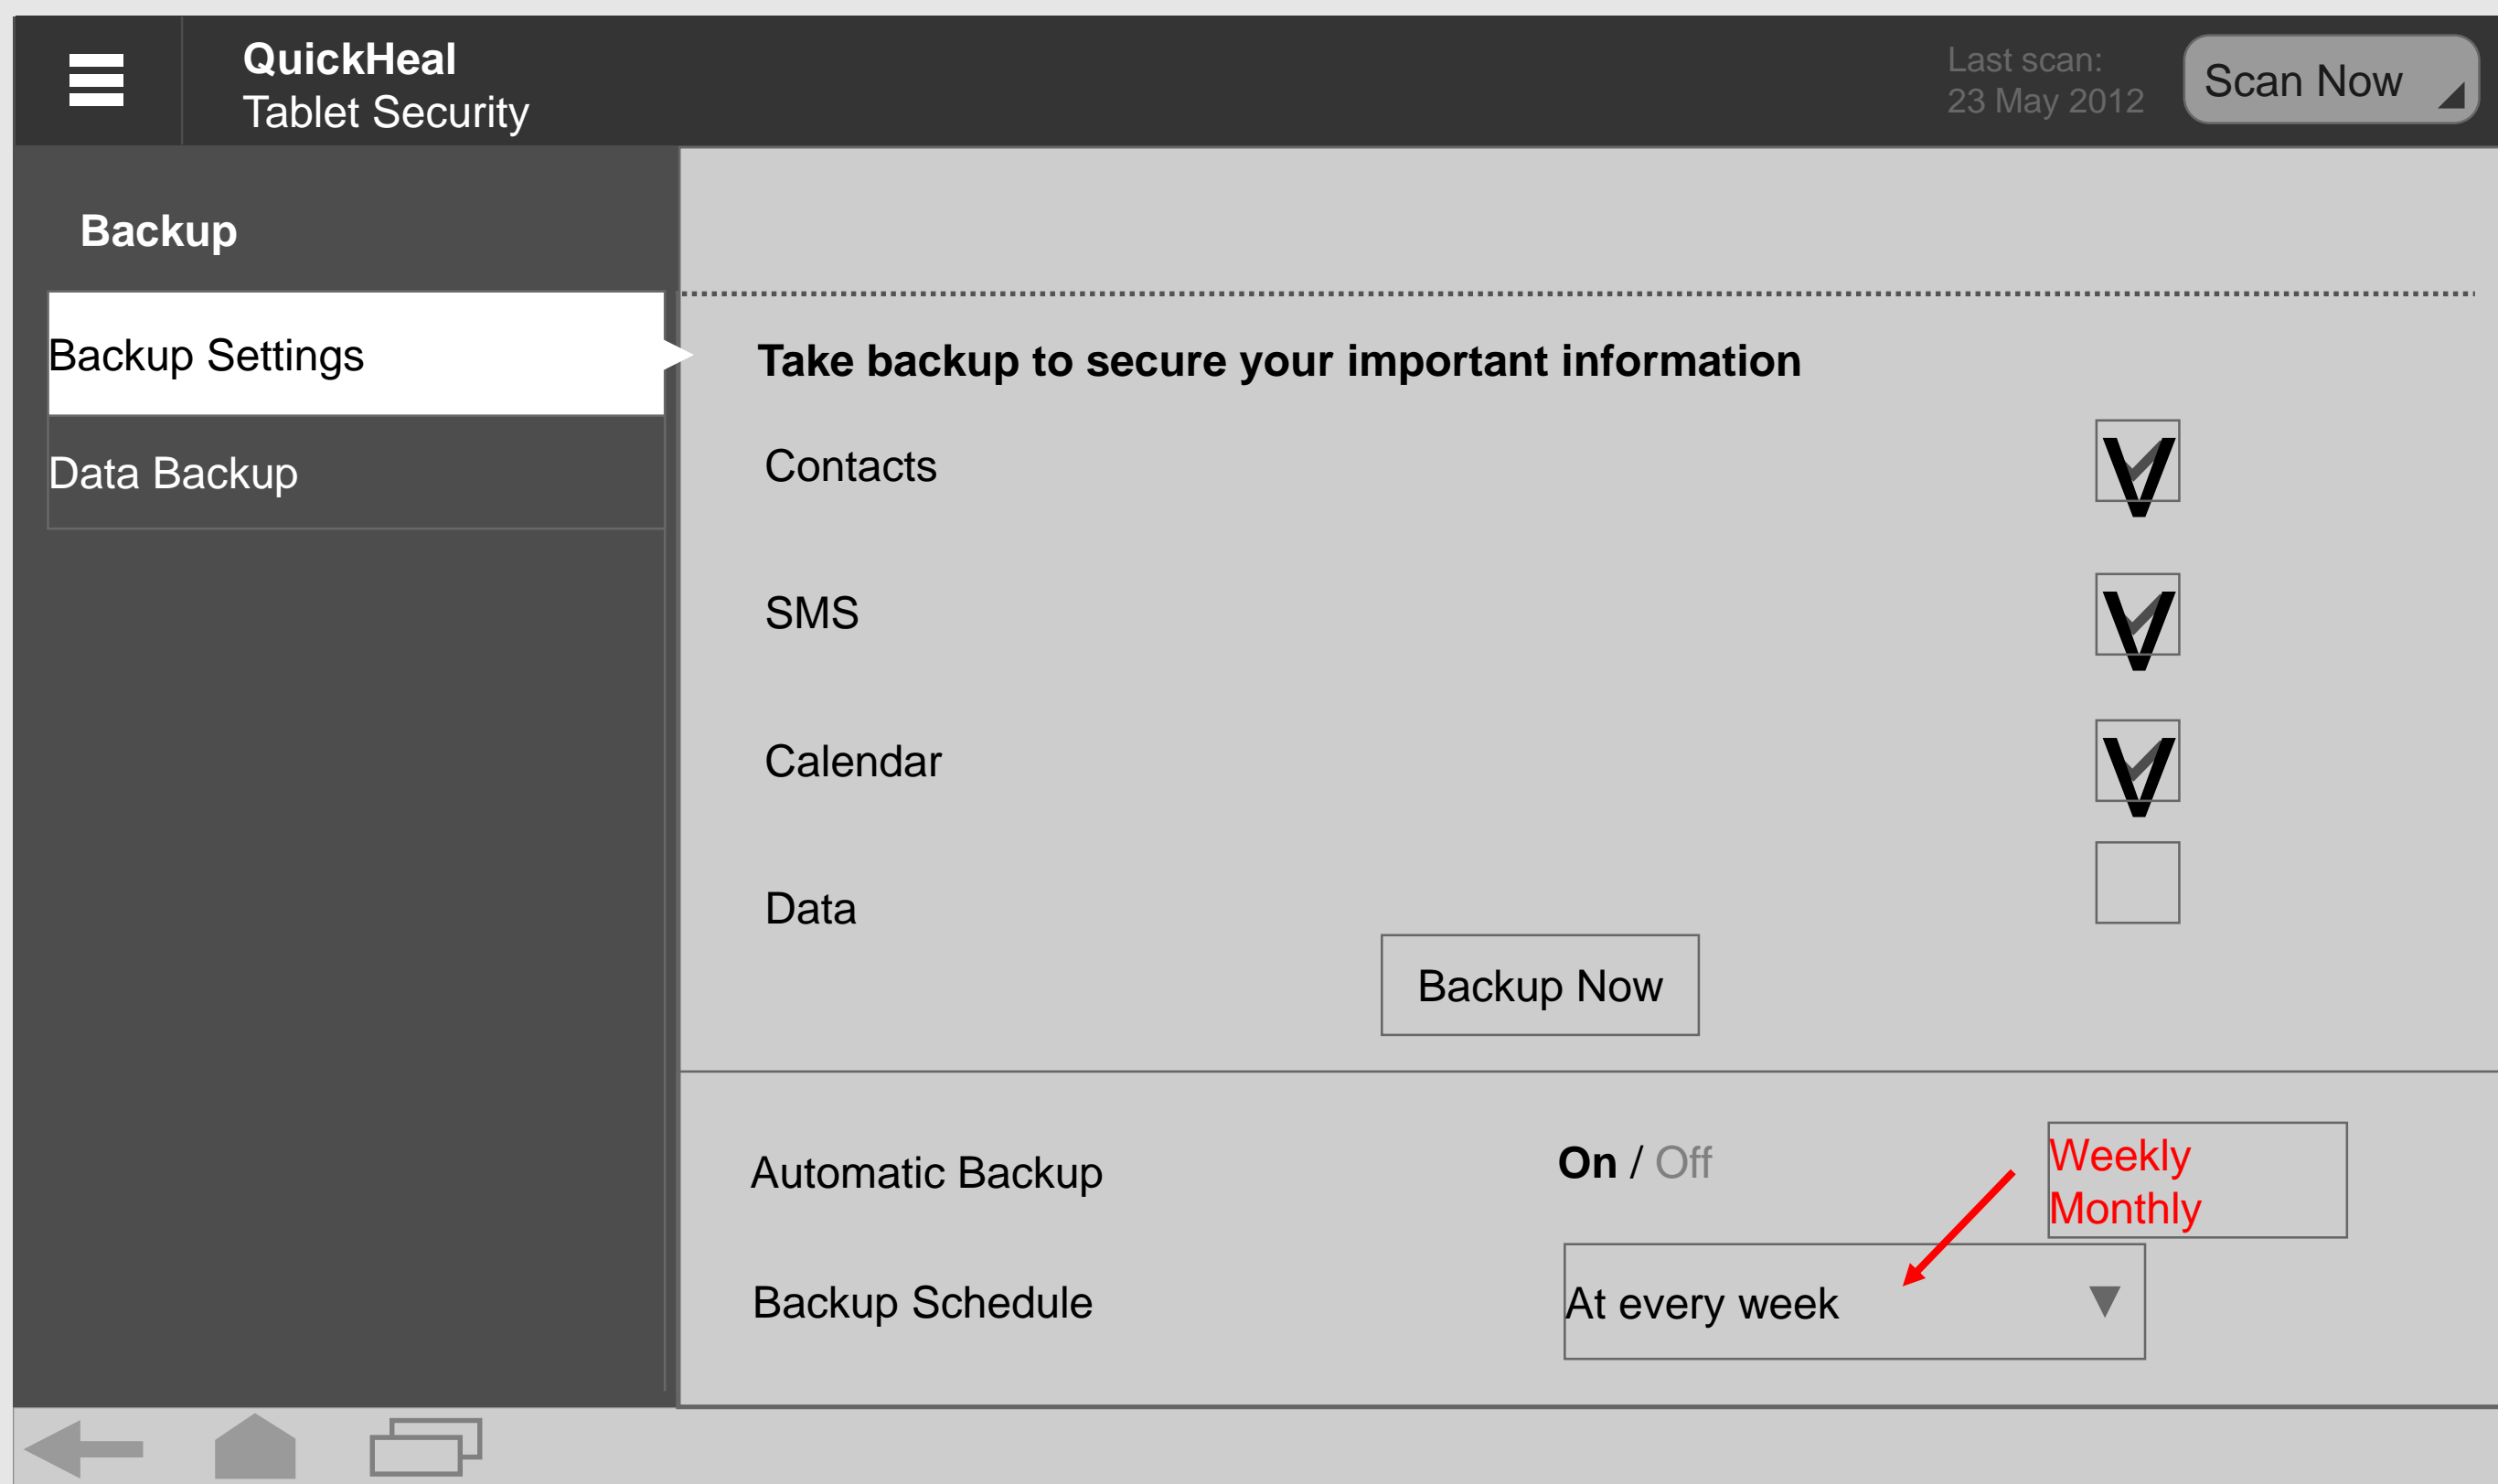 QuickHeal
Tablet Security
Last scan:
23 May 2012
Scan Now
Backup
Backup Settings
Data Backup
Take backup to secure your important information
Contacts
SMS
Calendar
Data
Backup Now
Automatic Backup
On / Off
Weekly
Monthly
Backup Schedule
At every week